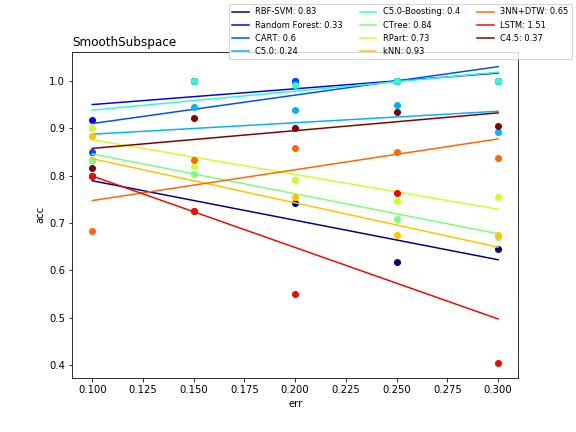 RBF-SVM: 0.83
Random Forest: 0.33
CART: 0.6
C5.0: 0.24
C5.0-Boosting: 0.4
CTree: 0.84
RPart: 0.73
kNN: 0.93
3NN+DTW: 0.65
LSTM: 1.51
C4.5: 0.37
SmoothSubspace
1.0
0.9
0.8
0.7
0.6
0.5
0.4
acc
0.100 0.125 0.150 0.175 0.200 0.225 0.250 0.275 0.300
err